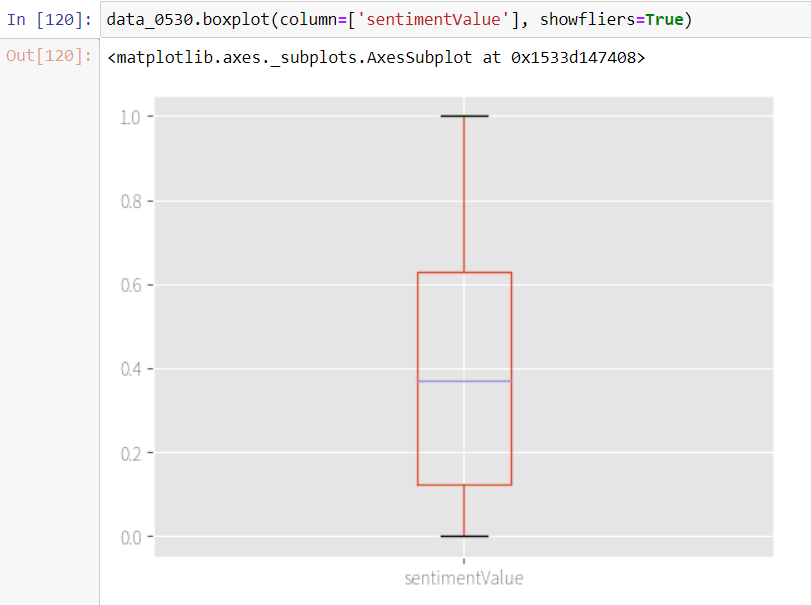 In [120]: data_0530.boxplot(column=['sentimentValue'], showfliers=True)
Out[120]: <matplotlib.axes._subplots.AxesSubplot at 0x1533d147408>
1.0
0.8
0.6
0.4
0.2
0.0
sentimentValue